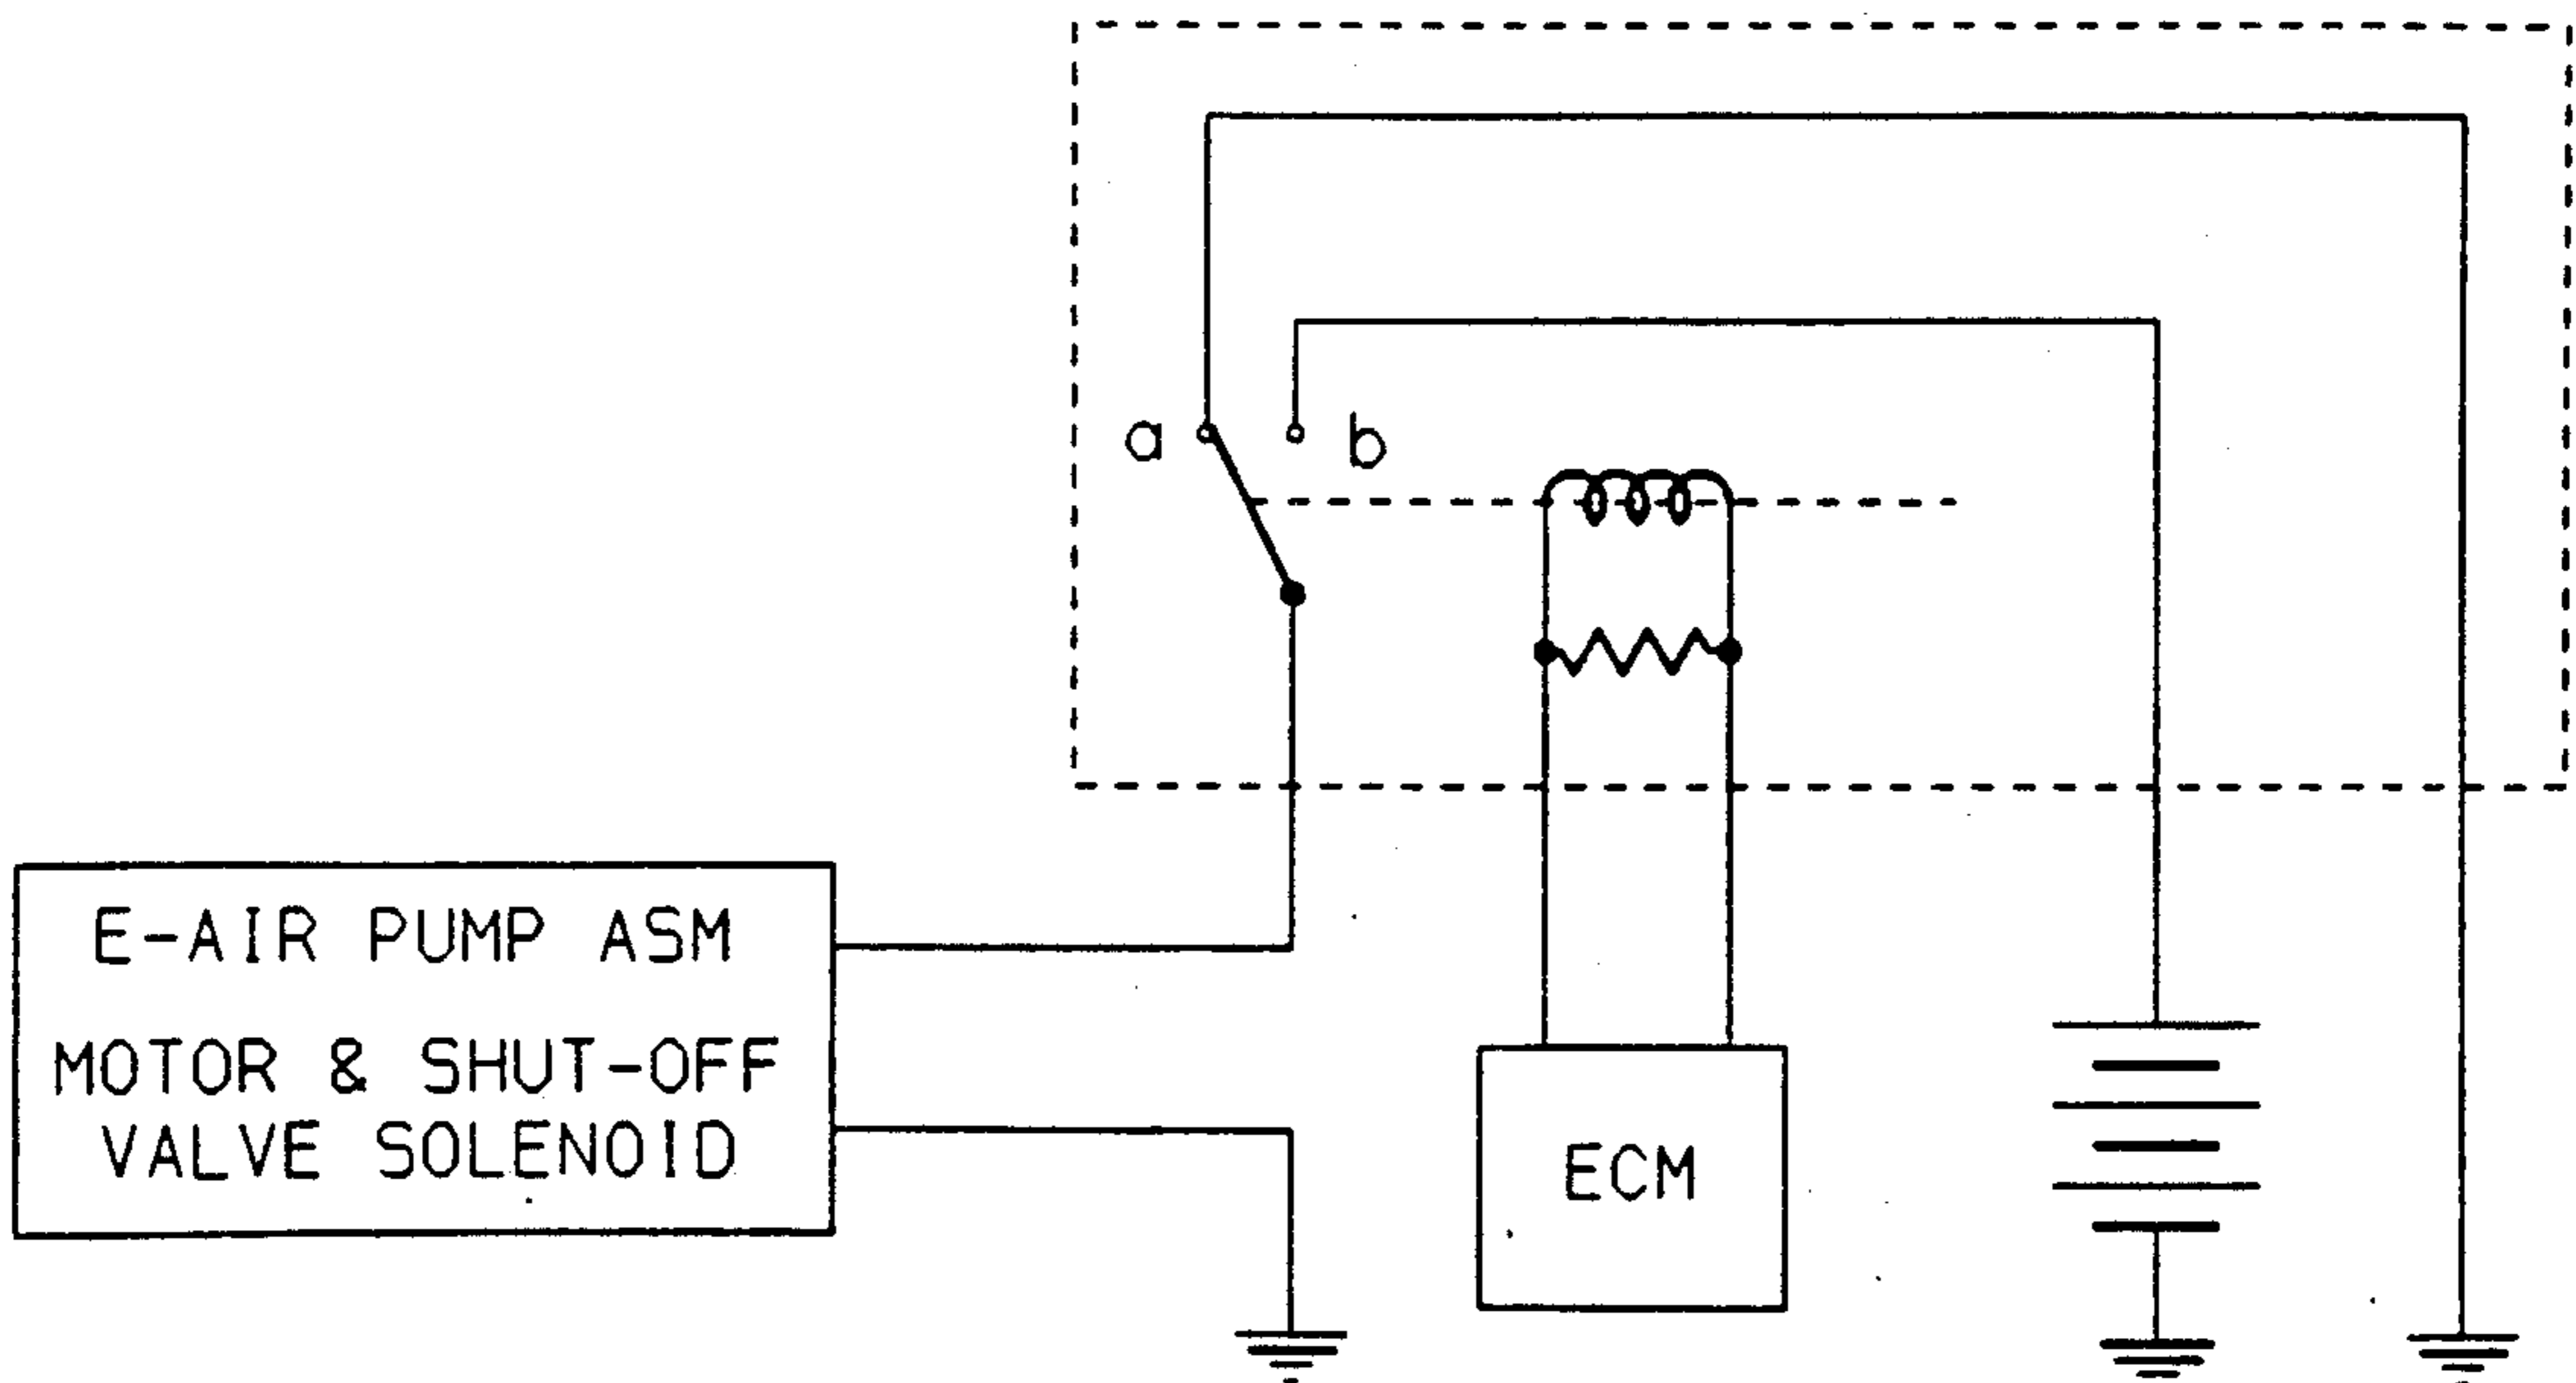 a
b
E-AIR PUMP ASM
MOTOR & SHUT-OFF
VALVE SOLENOID
ECM